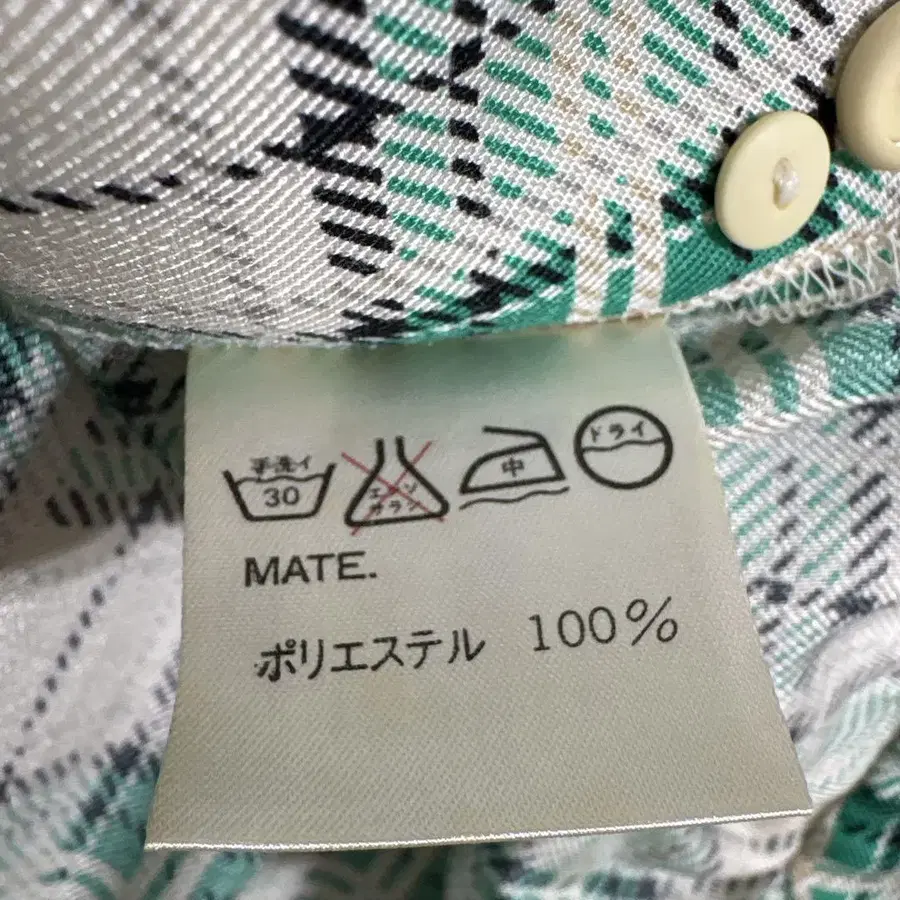 手洗イ
30
エンソ
サラシ
中
ドライ
MATE.
ポリエステル 100%